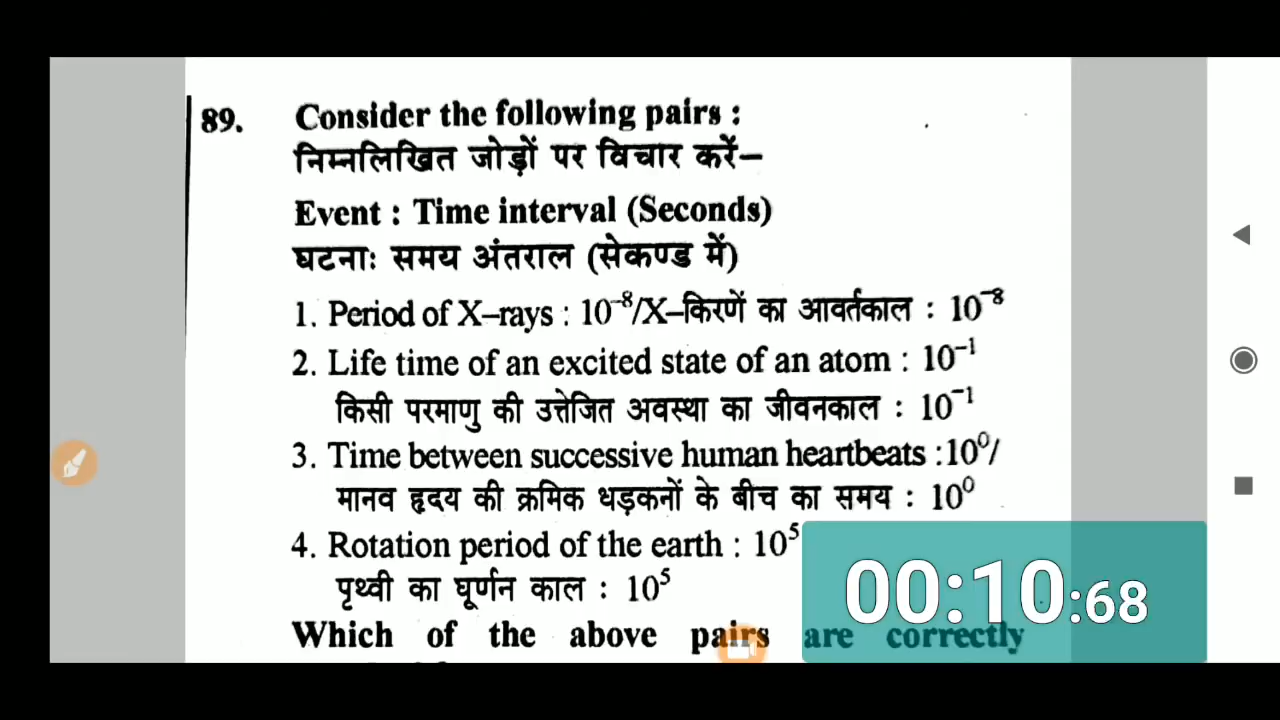 89. Consider the following pairs :
निम्नलिखित जोड़ों पर विचार करें–
Event : Time interval (Seconds)
घटनाः समय अंतराल (सेकण्ड में)
1. Period of X–rays : 10⁻⁸/X–किरणें का आवर्तकाल : 10⁻⁸
2. Life time of an excited state of an atom : 10⁻¹
किसी परमाणु की उत्तेजित अवस्था का जीवनकाल : 10⁻¹
3. Time between successive human heartbeats :10⁰/
मानव हृदय की क्रमिक धड़कनों के बीच का समय : 10⁰
4. Rotation period of the earth : 10⁵
पृथ्वी का घूर्णन काल : 10⁵
00:10:68
Which of the above pairs are correctly